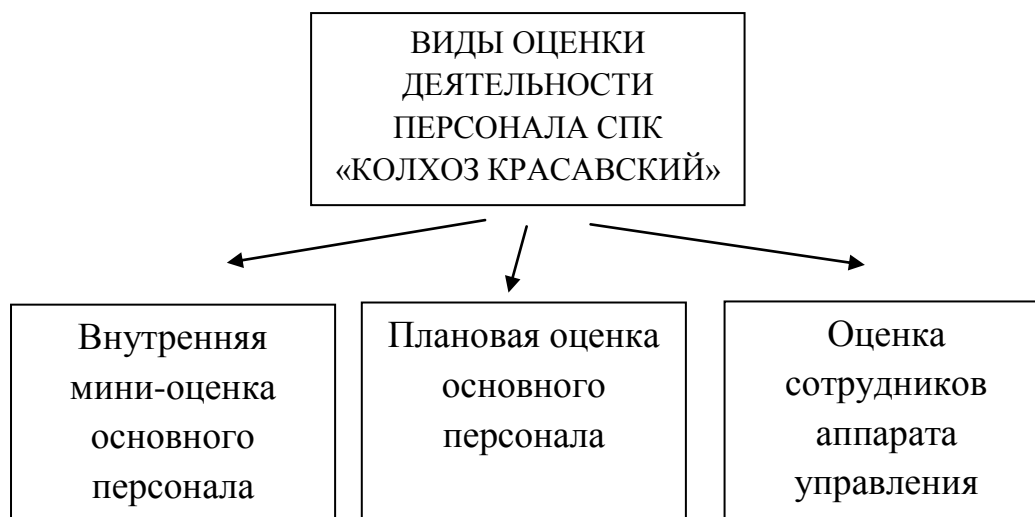 ВИДЫ ОЦЕНКИ
ДЕЯТЕЛЬНОСТИ
ПЕРСОНАЛА СПК
«КОЛХОЗ КРАСАВСКИЙ»
Внутренняя
мини-оценка
основного
персонала
Плановая оценка
основного
персонала
Оценка
сотрудников
аппарата
управления